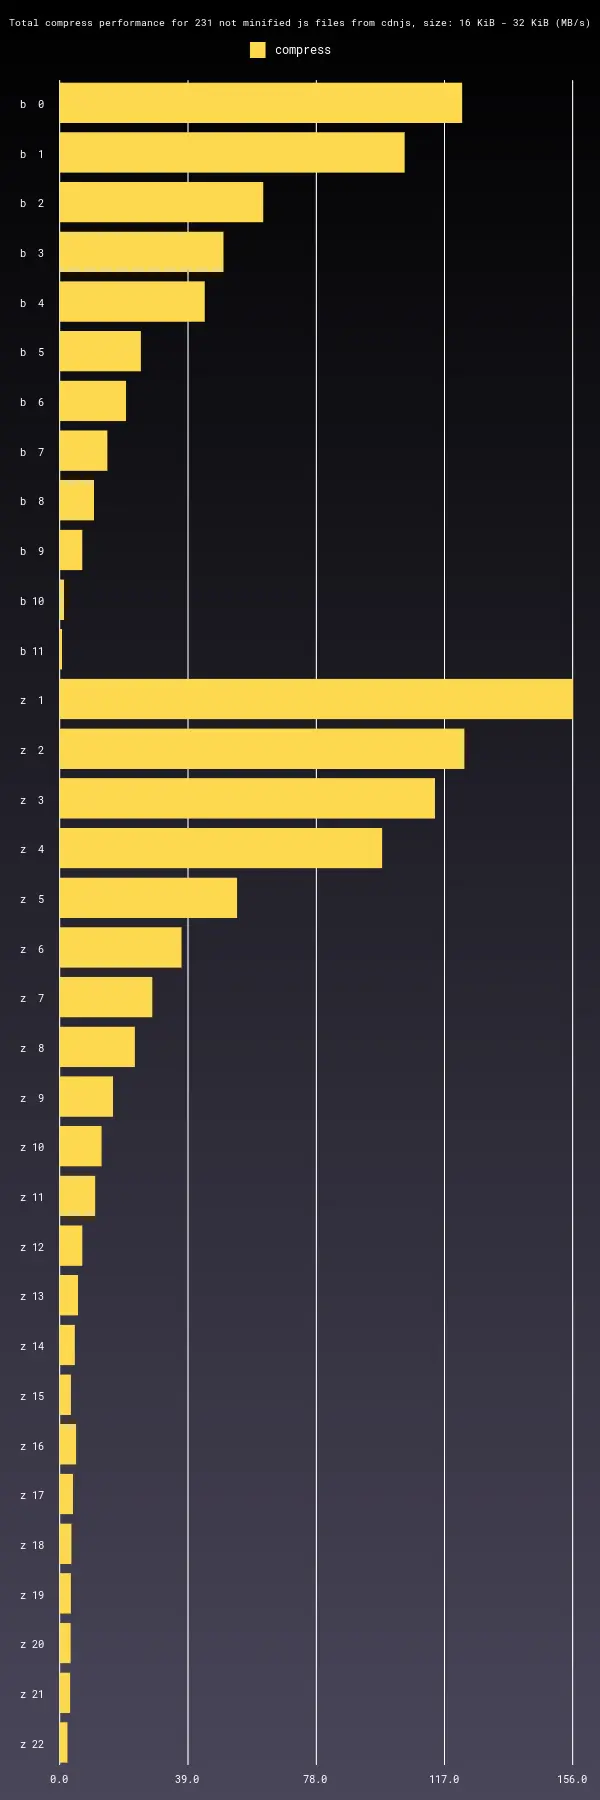 Total compress performance for 231 not minified js files from cdnjs, size: 16 KiB - 32 KiB (MB/s)
compress
b 0
b 1
b 2
b 3
b 4
b 5
b 6
b 7
b 8
b 9
b 10
b 11
z 1
z 2
z 3
z 4
z 5
z 6
z 7
z 8
z 9
z 10
z 11
z 12
z 13
z 14
z 15
z 16
z 17
z 18
z 19
z 20
z 21
z 22
0.0 39.0 78.0 117.0 156.0